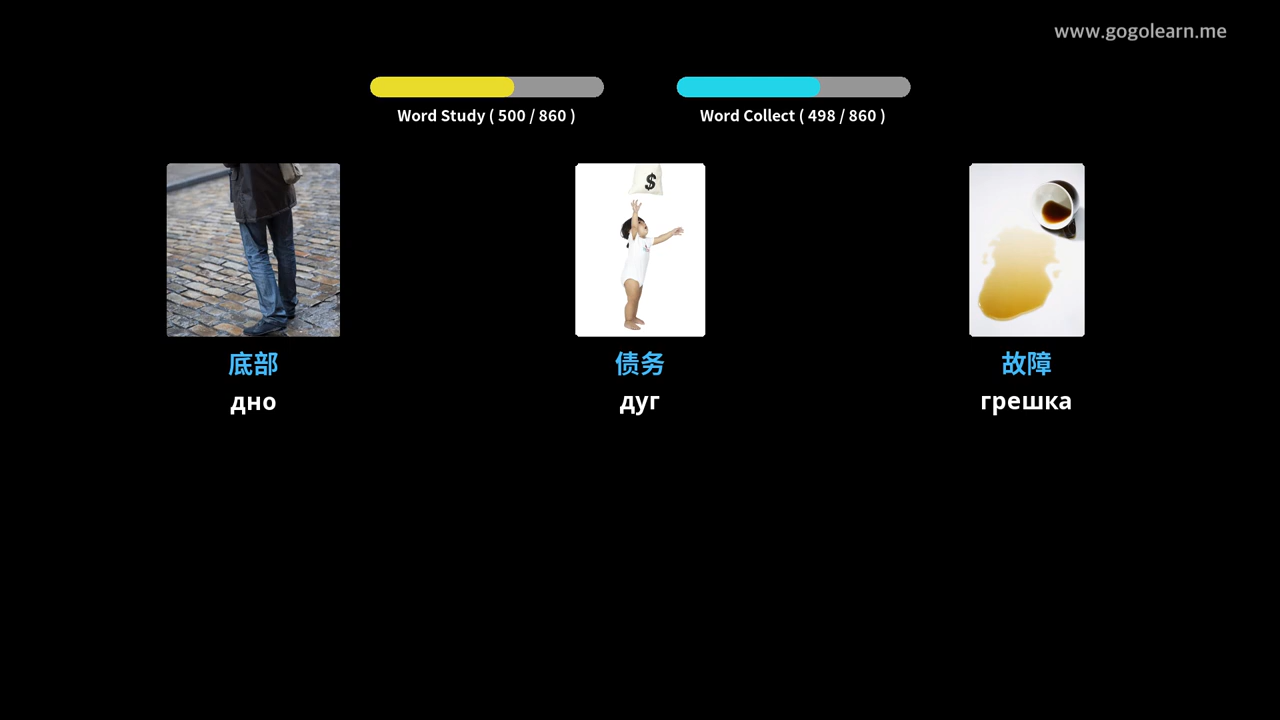 www.gogolearn.me
Word Study ( 500 / 860 )
Word Collect ( 498 / 860 )
$
底部
债务
故障
дно
дуг
грешка